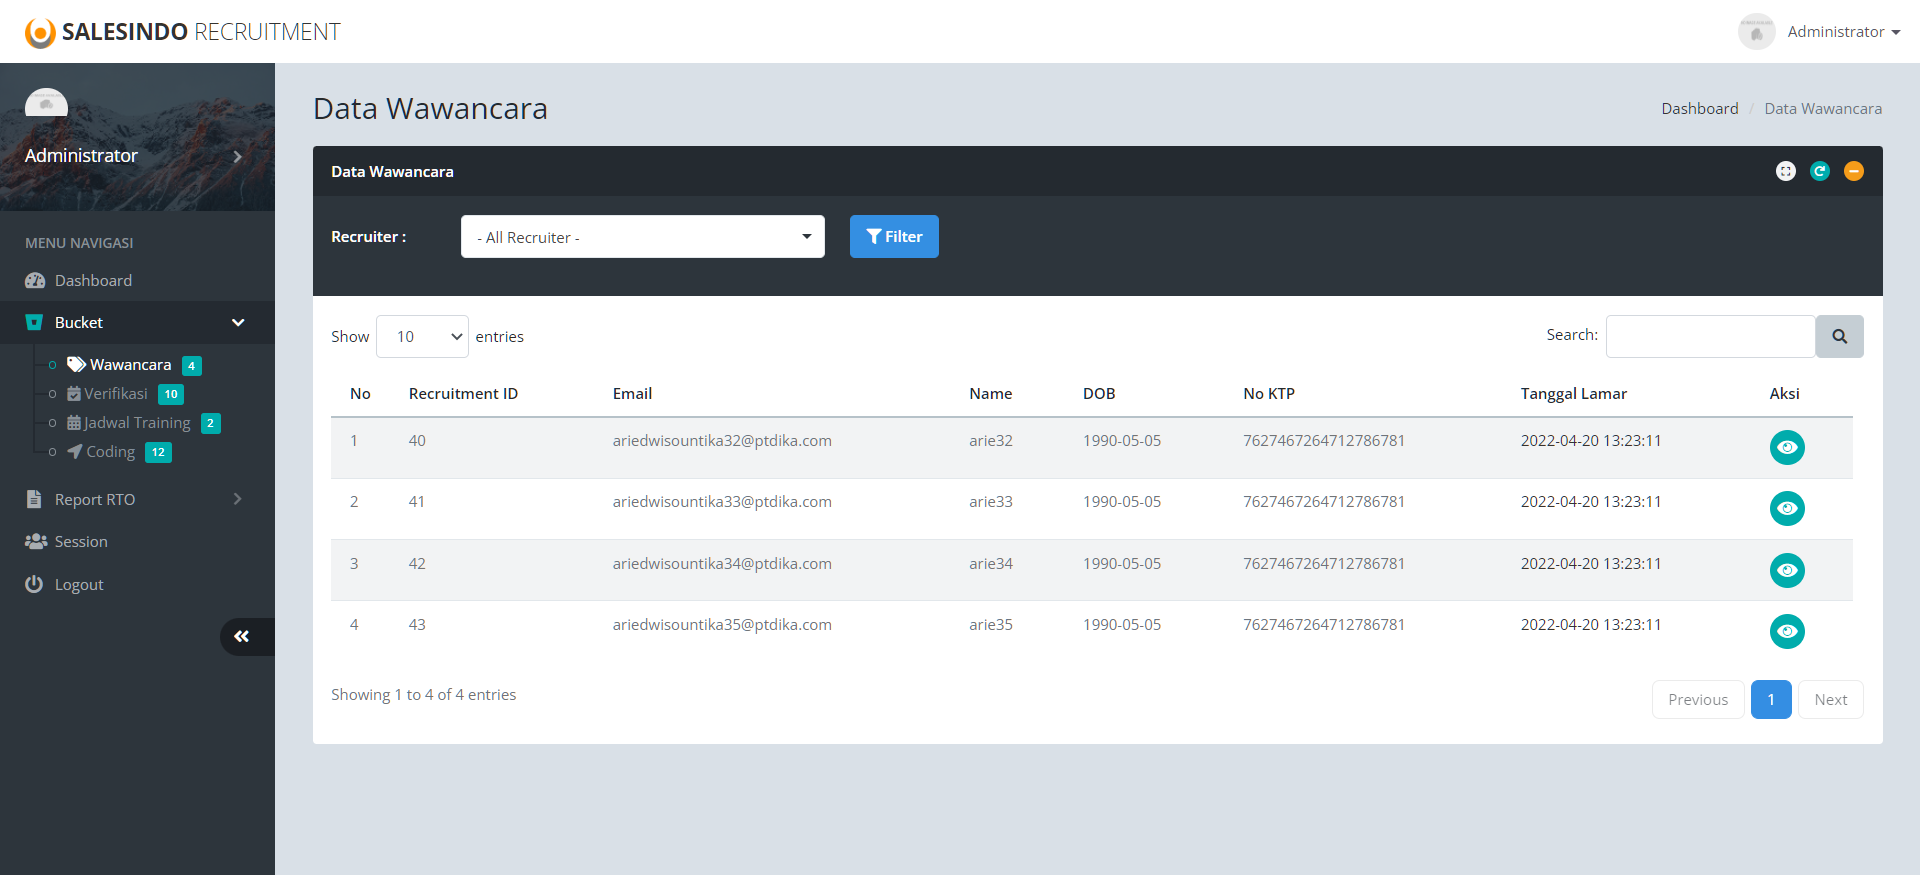 SALESINDO RECRUITMENT
Administrator
Administrator
MENU NAVIGASI
Dashboard
Bucket
Wawancara 4
Verifikasi 10
Jadwal Training 2
Coding 12
Report RTO
Session
Logout
Data Wawancara
Dashboard / Data Wawancara
Data Wawancara
Recruiter : - All Recruiter - Filter
Show 10 entries Search:
No Recruitment ID Email Name DOB No KTP Tanggal Lamar Aksi
1 40 ariedwisountika32@ptdika.com arie32 1990-05-05 7627467264712786781 2022-04-20 13:23:11
2 41 ariedwisountika33@ptdika.com arie33 1990-05-05 7627467264712786781 2022-04-20 13:23:11
3 42 ariedwisountika34@ptdika.com arie34 1990-05-05 7627467264712786781 2022-04-20 13:23:11
4 43 ariedwisountika35@ptdika.com arie35 1990-05-05 7627467264712786781 2022-04-20 13:23:11
Showing 1 to 4 of 4 entries
Previous 1 Next